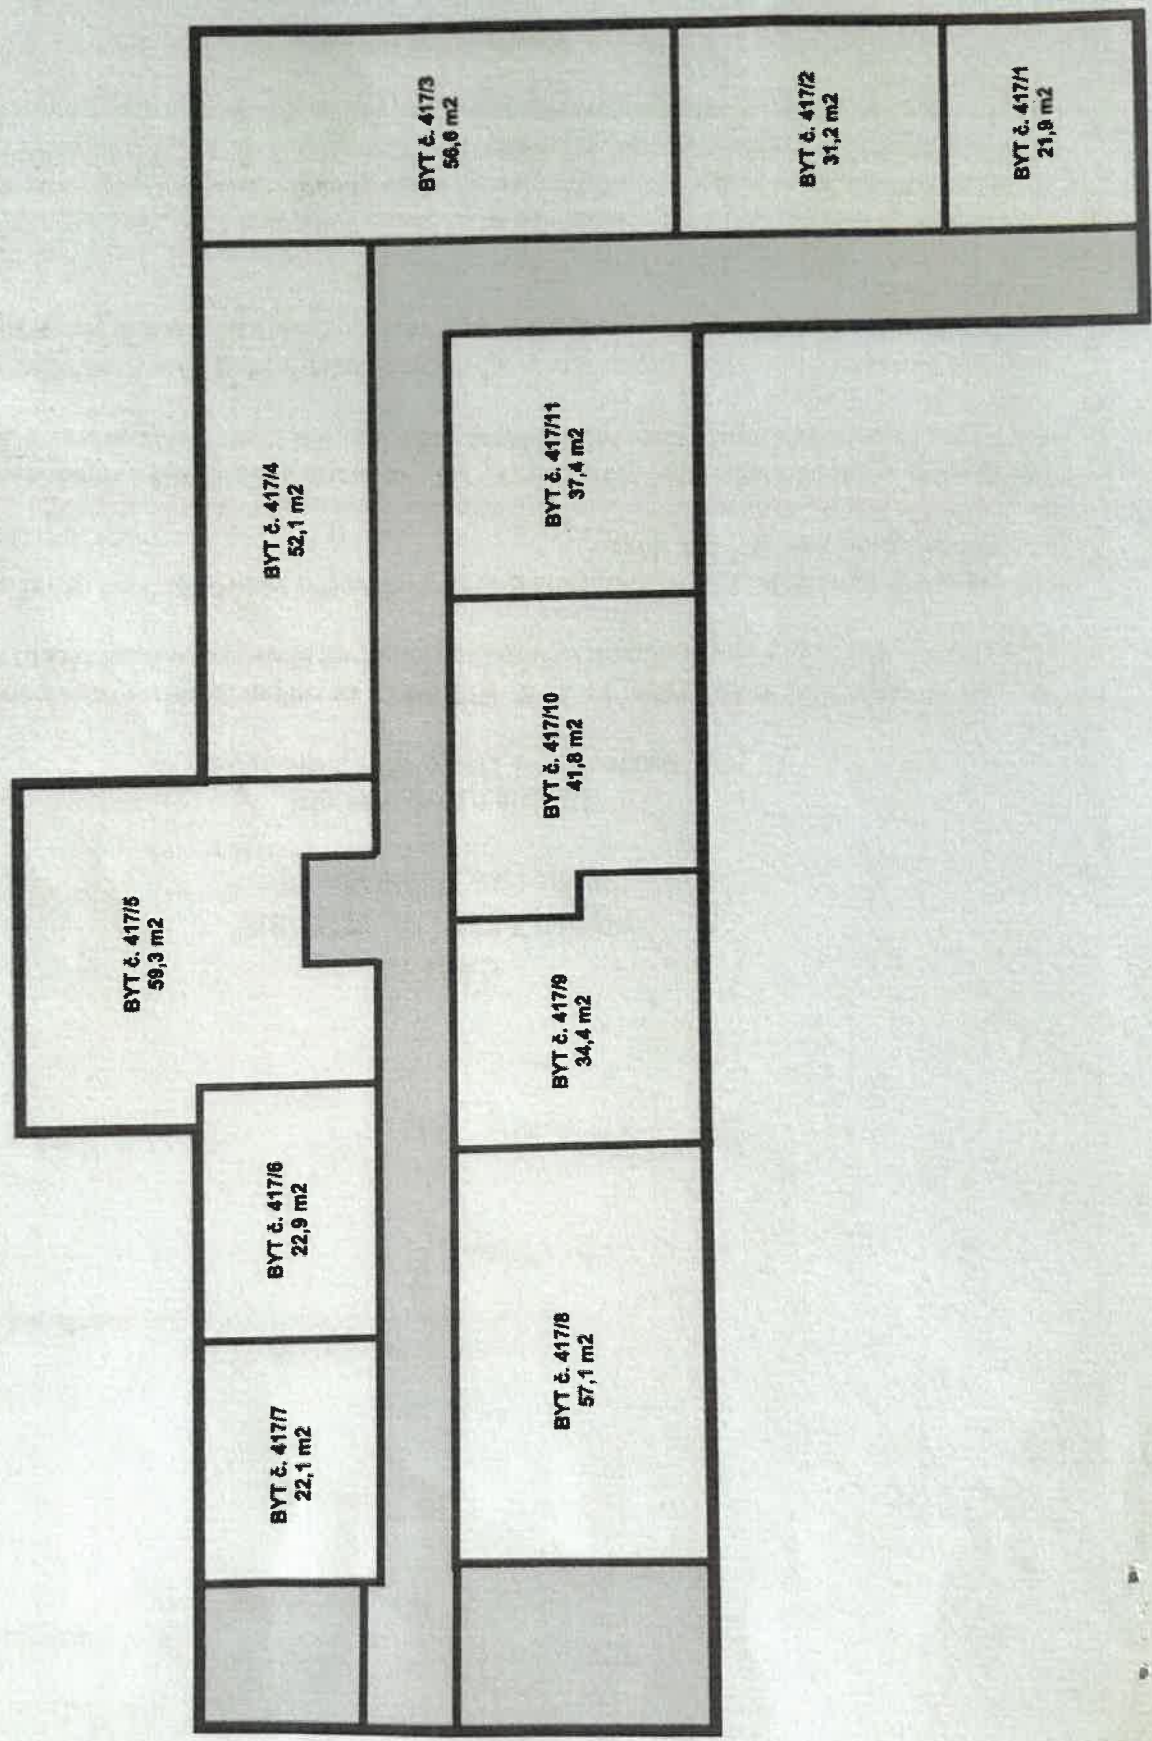 BYT č. 417/1
21,9 m2
BYT č. 417/2
31,2 m2
BYT č. 417/3
56,6 m2
BYT č. 417/4
52,1 m2
BYT č. 417/5
59,3 m2
BYT č. 417/6
22,9 m2
BYT č. 417/7
22,1 m2
BYT č. 417/8
57,1 m2
BYT č. 417/9
34,4 m2
BYT č. 417/10
41,8 m2
BYT č. 417/11
37,4 m2